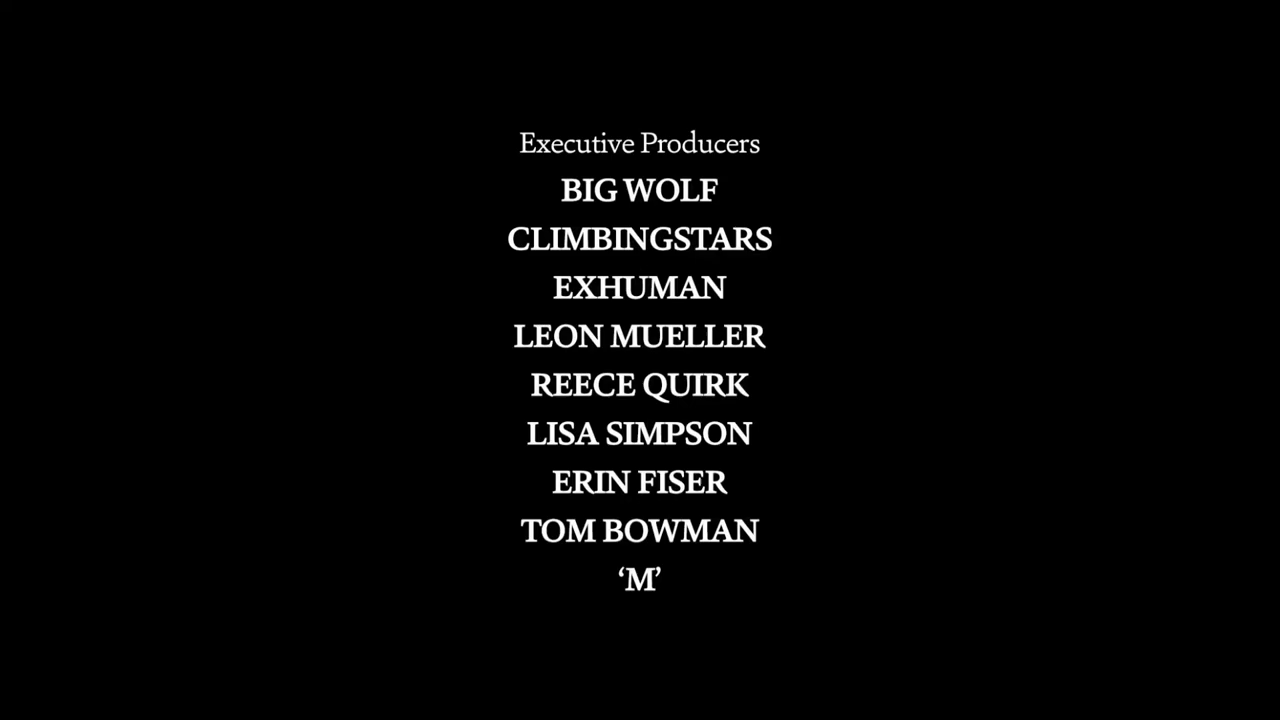 Executive Producers
BIG WOLF
CLIMBINGSTARS
EXHUMAN
LEON MUELLER
REECE QUIRK
LISA SIMPSON
ERIN FISER
TOM BOWMAN
‘M’